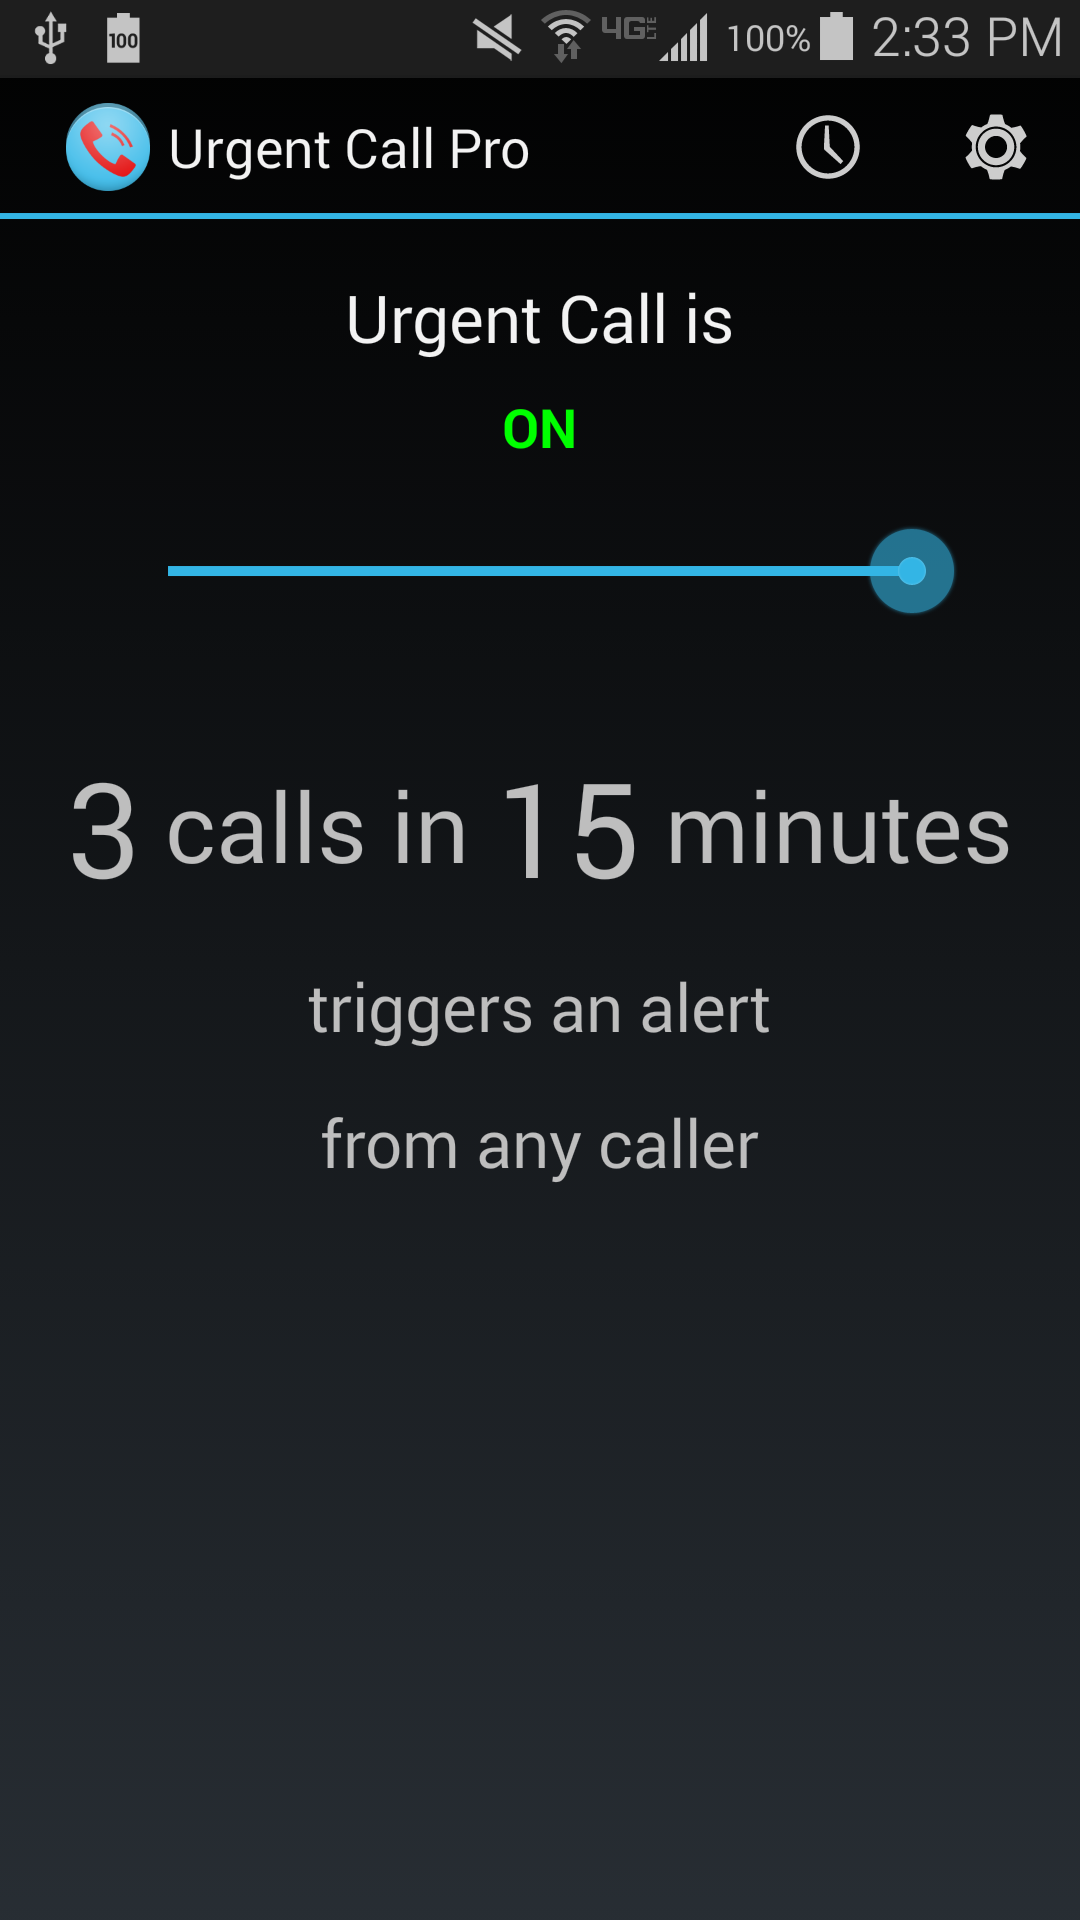 100 4G LTE 100% 2:33 PM
Urgent Call Pro
Urgent Call is
ON
3 calls in 15 minutes
triggers an alert
from any caller